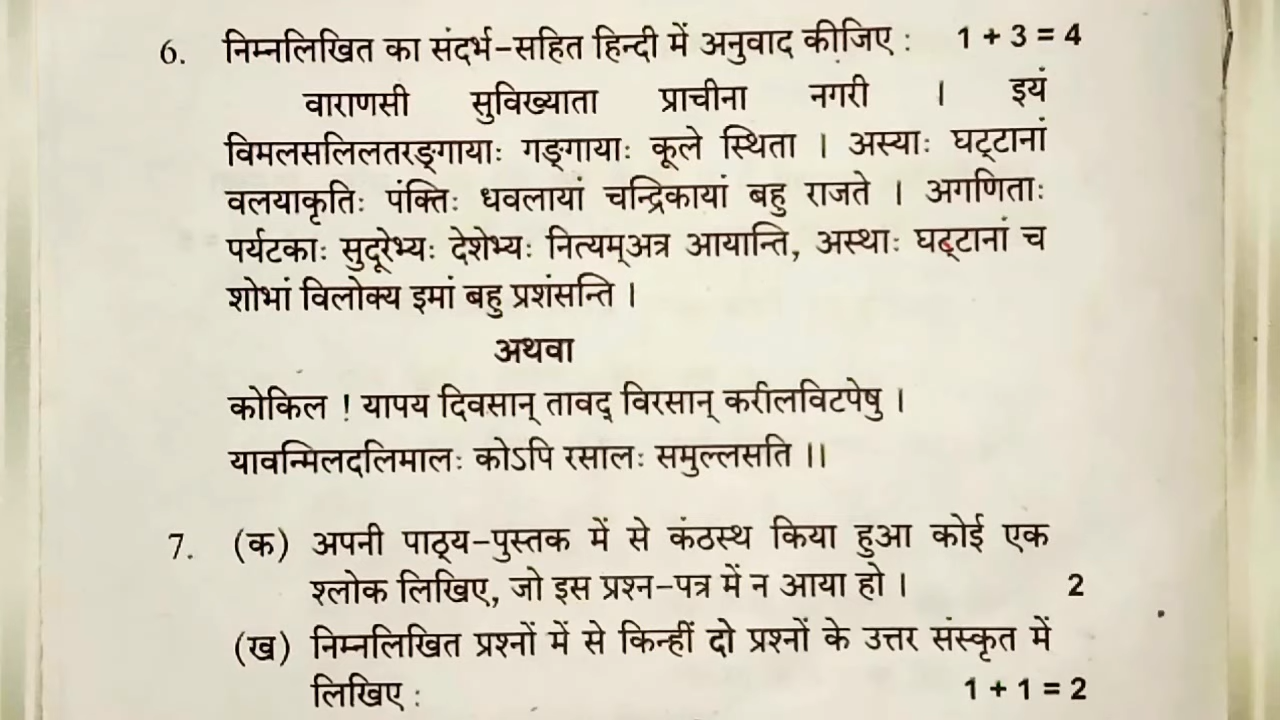 6. निम्नलिखित का संदर्भ-सहित हिन्दी में अनुवाद कीजिए : 1 + 3 = 4
वाराणसी सुविख्याता प्राचीना नगरी । इयं
विमलसलिलतरङ्गायाः गङ्गायाः कूले स्थिता । अस्याः घट्टानां
वलयाकृतिः पंक्तिः धवलायां चन्द्रिकायां बहु राजते । अगणिताः
पर्यटकाः सुदूरेभ्यः देशेभ्यः नित्यम्अत्र आयान्ति, अस्थाः घट्टानां च
शोभां विलोक्य इमां बहु प्रशंसन्ति ।
अथवा
कोकिल ! यापय दिवसान् तावद् विरसान् करीलविटपेषु ।
यावन्मिलदलिमालः कोऽपि रसालः समुल्लसति ।।
7. (क) अपनी पाठ्य-पुस्तक में से कंठस्थ किया हुआ कोई एक
श्लोक लिखिए, जो इस प्रश्न-पत्र में न आया हो । 2
(ख) निम्नलिखित प्रश्नों में से किन्हीं दो प्रश्नों के उत्तर संस्कृत में
लिखिए : 1 + 1 = 2